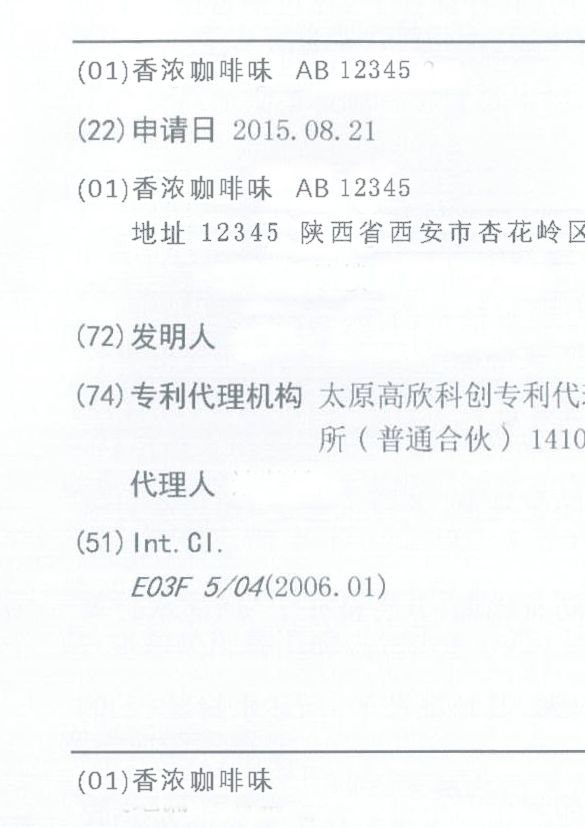 (01)香浓咖啡味 AB 12345
(22)申请日 2015.08.21
(01)香浓咖啡味 AB 12345
地址 12345 陕西省西安市杏花岭区
(72)发明人
(74)专利代理机构 太原高欣科创专利代理
所(普通合伙) 1410
代理人
(51)Int.Cl.
E03F 5/04(2006.01)
(01)香浓咖啡味